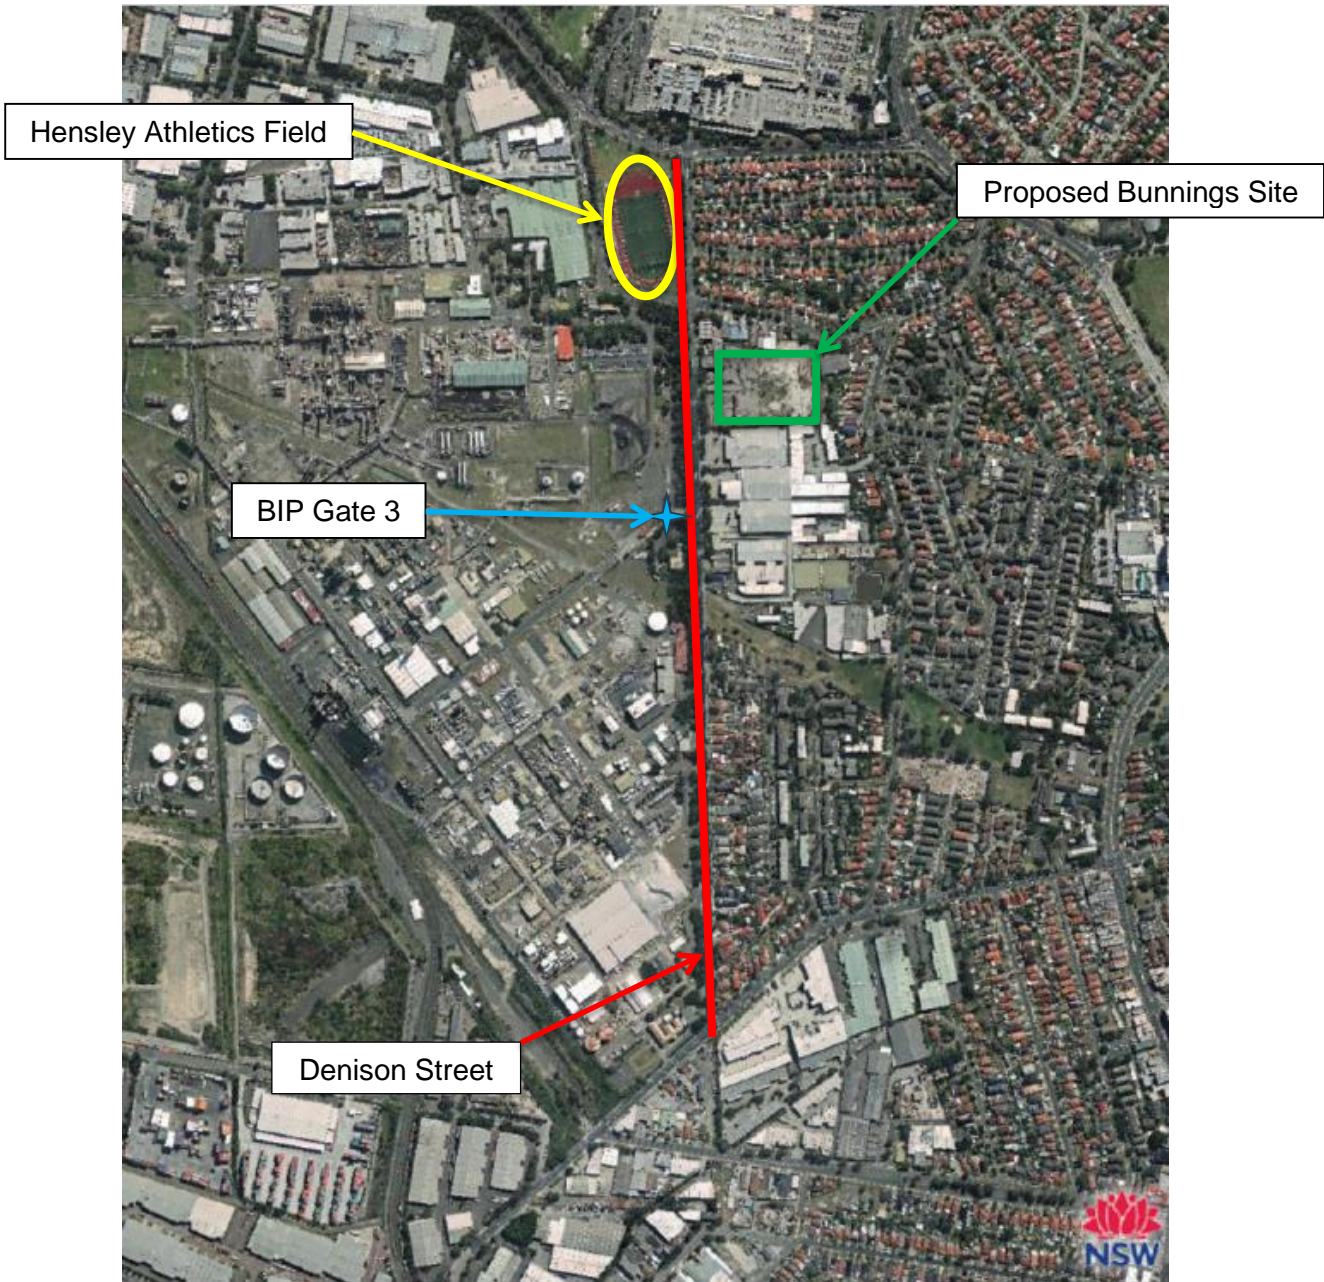 Hensley Athletics Field
Proposed Bunnings Site
BIP Gate 3
Denison Street
NSW